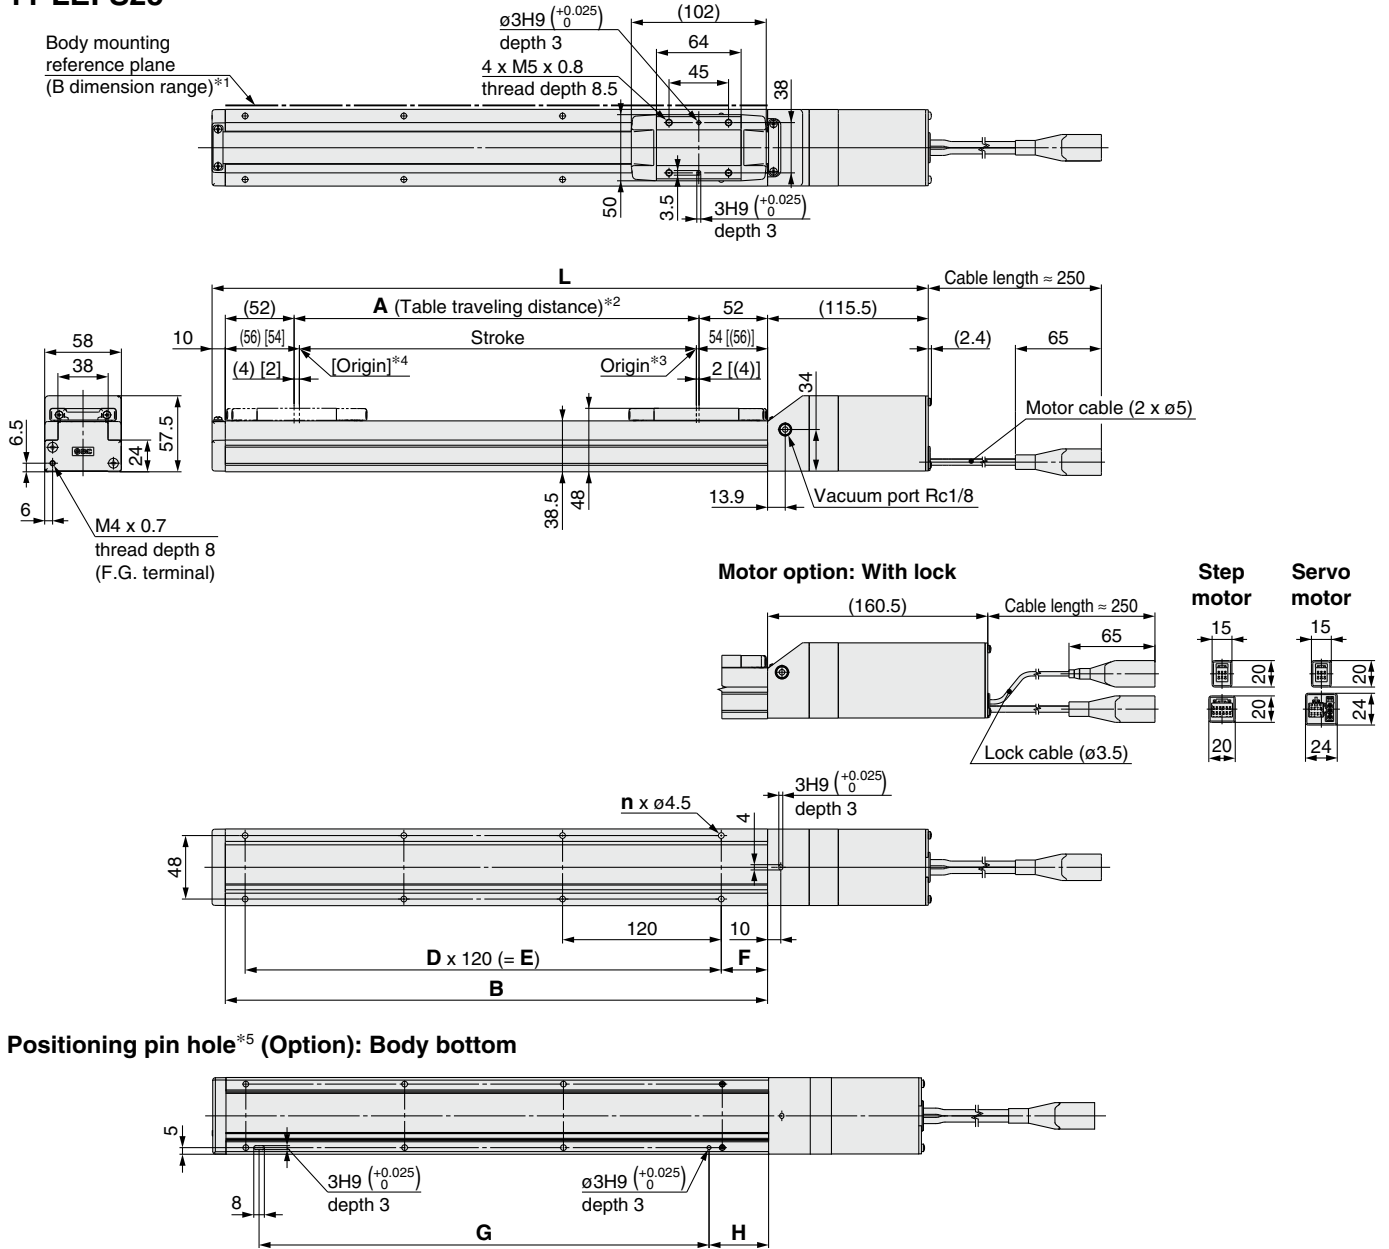 Body mounting
reference plane
(B dimension range)*1
ø3H9 (+0.025 0)
depth 3
4 x M5 x 0.8
thread depth 8.5
(102)
64
45
38
50
3.5
3H9 (+0.025 0)
depth 3
L
Cable length ≈ 250
(52)
A (Table traveling distance)*2
52
(115.5)
10
(56) [54]
Stroke
54 [(56)]
(2.4)
65
(4) [2]
[Origin]*4
Origin*3
2 [(4)]
34
58
38
6.5
24
57.5
6
M4 x 0.7
thread depth 8
(F.G. terminal)
SMC
38.5
48
13.9
Vacuum port Rc1/8
Motor cable (2 x ø5)
Motor option: With lock
(160.5)
Cable length ≈ 250
65
Lock cable (ø3.5)
Step
motor
15
20
20
20
Servo
motor
15
20
24
24
3H9 (+0.025 0)
depth 3
n x ø4.5
4
48
120
10
D x 120 (= E)
F
B
Positioning pin hole*5 (Option): Body bottom
5
3H9 (+0.025 0)
depth 3
8
ø3H9 (+0.025 0)
depth 3
G
H